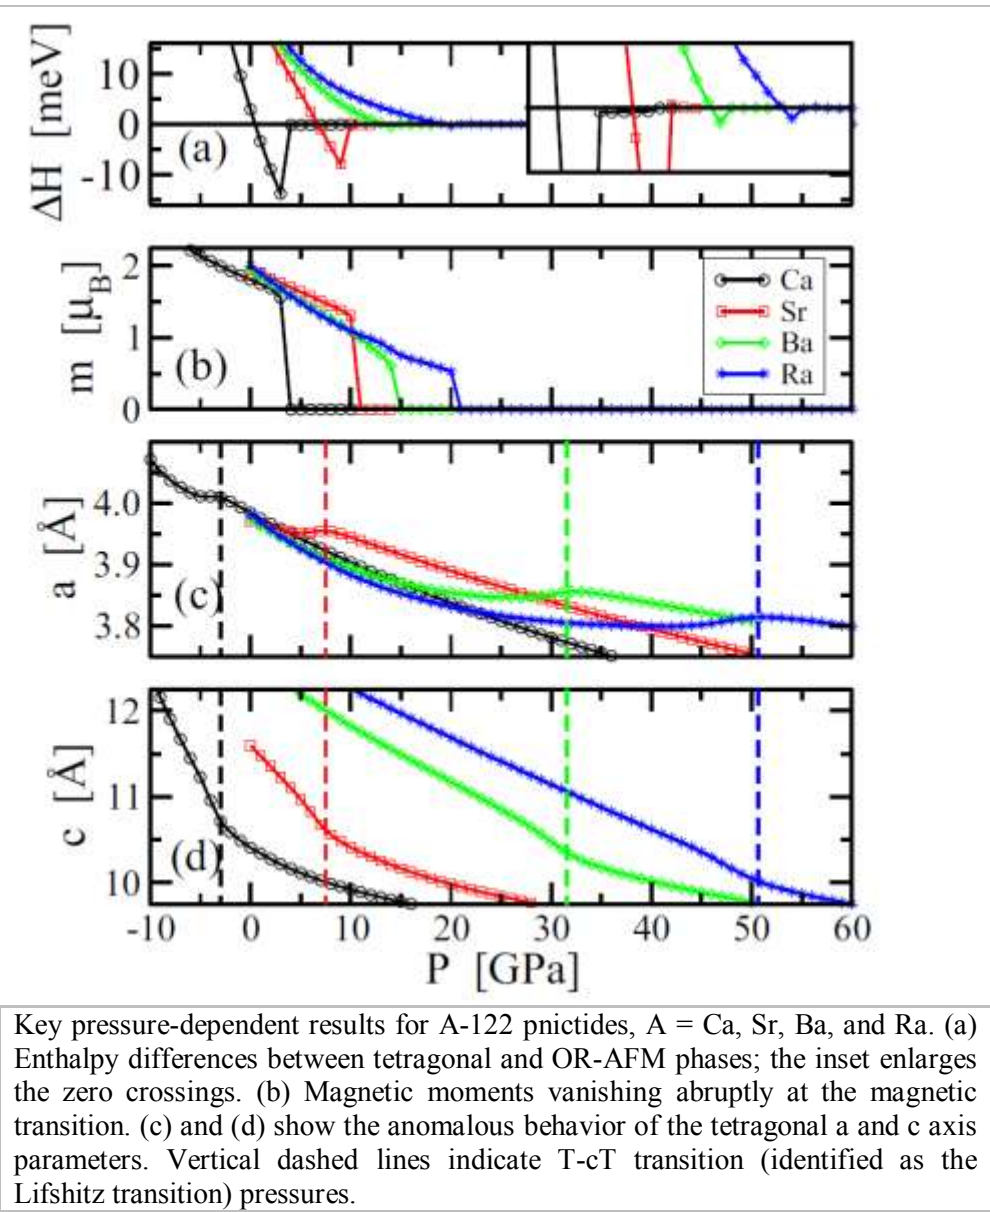 ΔH [meV]
10
0
-10
(a)
m [μB]
2
1
0
(b)
Ca
Sr
Ba
Ra
a [Å]
4.0
3.9
3.8
(c)
c [Å]
12
11
10
(d)
-10 0 10 20 30 40 50 60
P [GPa]
Key pressure-dependent results for A-122 pnictides, A = Ca, Sr, Ba, and Ra. (a)
Enthalpy differences between tetragonal and OR-AFM phases; the inset enlarges
the zero crossings. (b) Magnetic moments vanishing abruptly at the magnetic
transition. (c) and (d) show the anomalous behavior of the tetragonal a and c axis
parameters. Vertical dashed lines indicate T-cT transition (identified as the
Lifshitz transition) pressures.